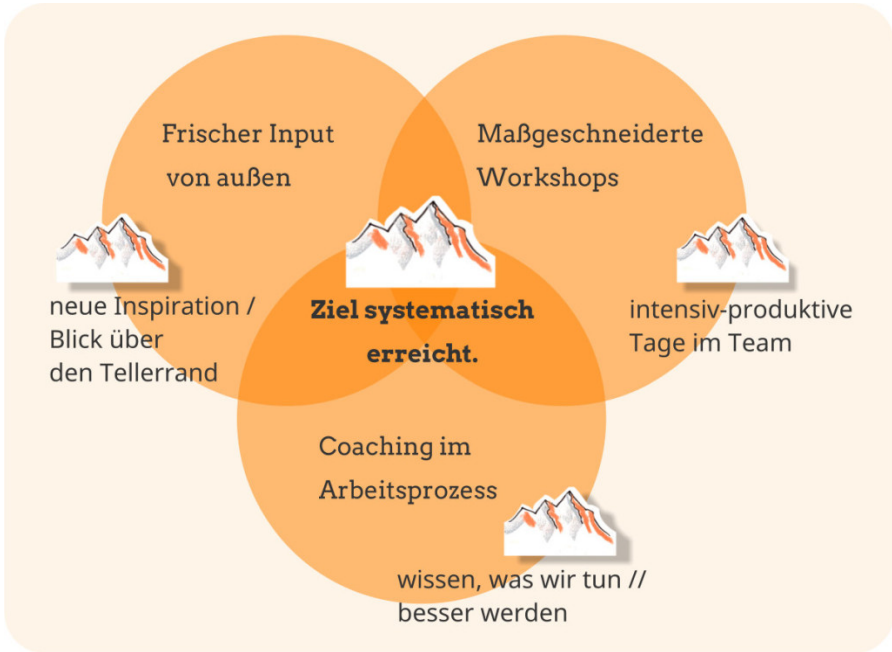 Frischer Input
von außen
Maßgeschneiderte
Workshops
neue Inspiration /
Blick über
den Tellerrand
Ziel systematisch
erreicht.
intensiv-produktive
Tage im Team
Coaching im
Arbeitsprozess
wissen, was wir tun //
besser werden